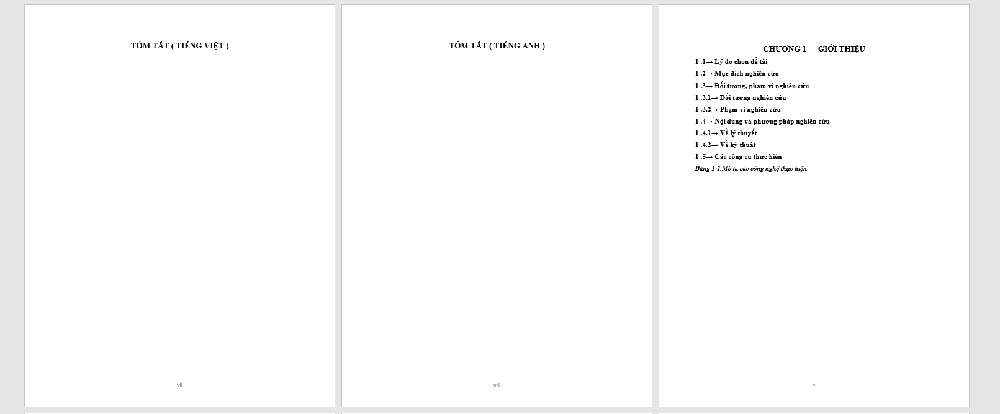 TÓM TẮT ( TIẾNG VIỆT )
vii
TÓM TẮT ( TIẾNG ANH )
viii
CHƯƠNG 1 GIỚI THIỆU
1 .1→ Lý do chọn đề tài
1 .2→ Mục đích nghiên cứu
1 .3→ Đối tượng, phạm vi nghiên cứu
1 .3.1→ Đối tượng nghiên cứu
1 .3.2→ Phạm vi nghiên cứu
1 .4→ Nội dung và phương pháp nghiên cứu
1 .4.1→ Về lý thuyết
1 .4.2→ Về kỹ thuật
1 .5→ Các công cụ thực hiện
Bảng 1-1.Mô tả các công nghệ thực hiện
1